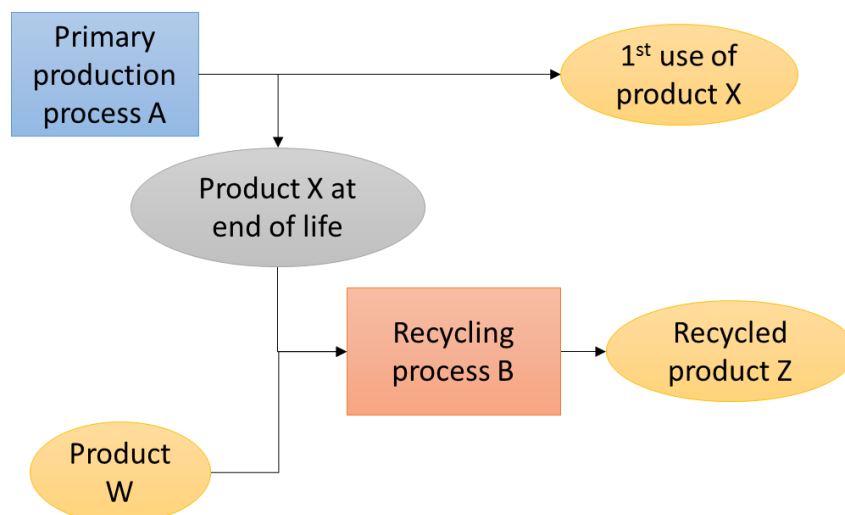 Primary
production
process A
1st use of
product X
Product X at
end of life
Recycling
process B
Recycled
product Z
Product
W